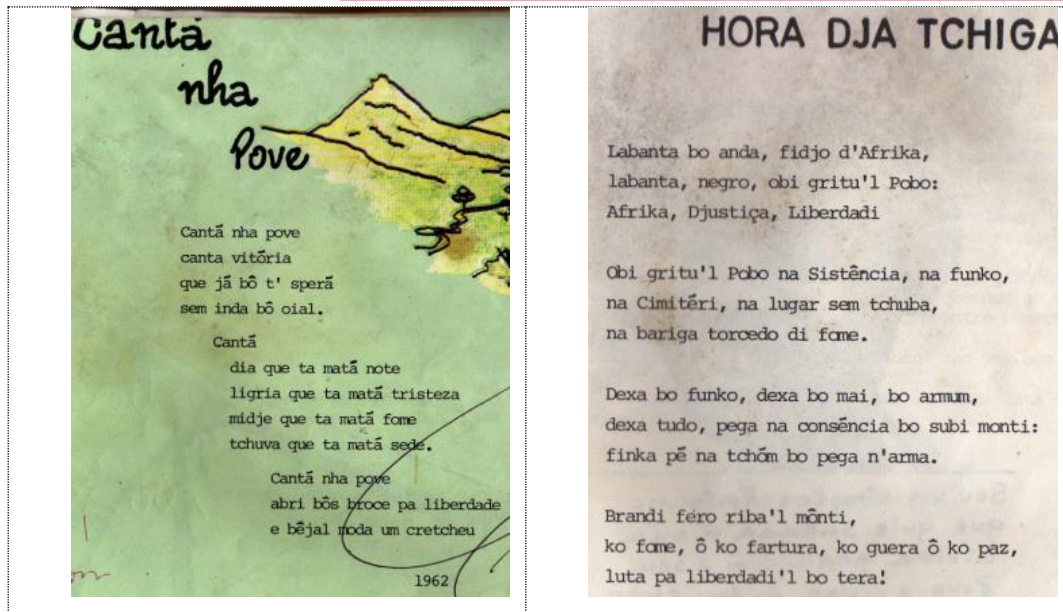 Cantá
nha
Pove
Cantá nha pove
canta vitória
que já bô t' sperá
sem inda bô oial.
Cantá
dia que ta matá note
ligria que ta matá tristeza
midje que ta matá fome
tchuva que ta matá sede.
Cantá nha pove
abri bôs broce pa liberdade
e bêjal moda um cretcheu
1962
HORA DJA TCHIGA
Labanta bo anda, fidjo d'Afrika,
labanta, negro, obi gritu'l Pobo:
Afrika, Djustiça, Liberdadi
Obi gritu'l Pobo na Sistência, na funko,
na Cimitéri, na lugar sem tchuba,
na bariga torcedo di fome.
Dexa bo funko, dexa bo mai, bo armum,
dexa tudo, pega na consência bo subi monti:
finka pé na tchóm bo pega n'arma.
Brandi fero riba'l mônti,
ko fome, ô ko fartura, ko guera ô ko paz,
luta pa liberdadi'l bo tera!